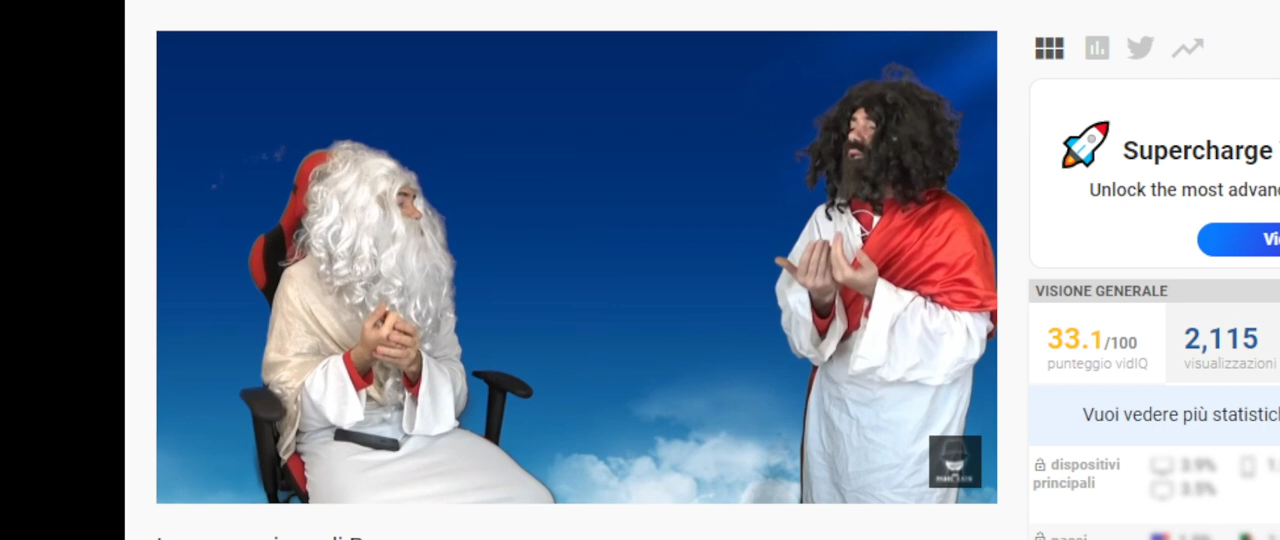 Supercharge
Unlock the most advan
Vi
VISIONE GENERALE
33.1/100
2,115
punteggio vidIQ
visualizzazioni
Vuoi vedere più statistic
dispositivi
principali